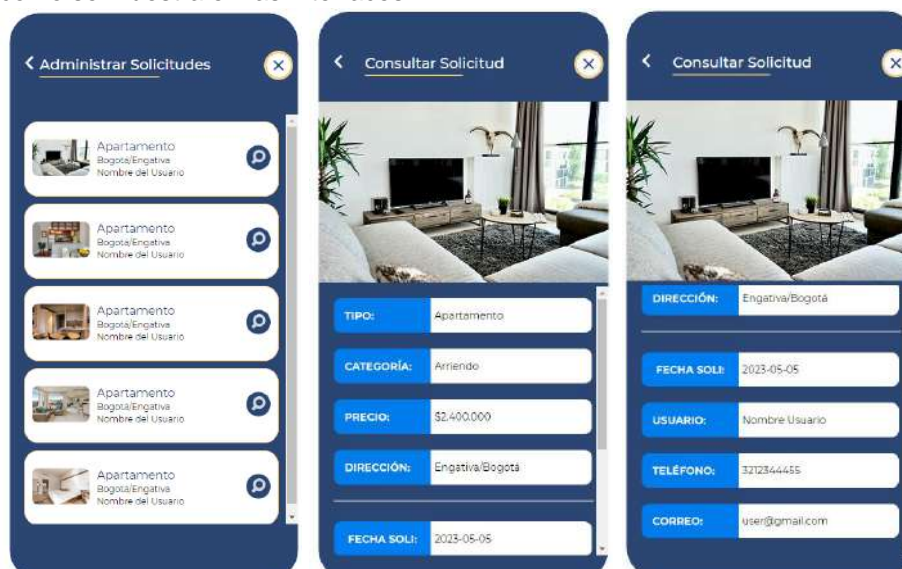 Administrar Solicitudes
Apartamento
Bogota/Engativa
Nombre del Usuario
Apartamento
Bogota/Engativa
Nombre del Usuario
Apartamento
Bogota/Engativa
Nombre del Usuario
Apartamento
Bogota/Engativa
Nombre del Usuario
Apartamento
Bogota/Engativa
Nombre del Usuario
Consultar Solicitud
TIPO: Apartamento
CATEGORÍA: Arriendo
PRECIO: $2.400.000
DIRECCIÓN: Engativa/Bogotá
FECHA SOLI: 2023-05-05
Consultar Solicitud
DIRECCIÓN: Engativa/Bogotá
FECHA SOLI: 2023-05-05
USUARIO: Nombre Usuario
TELÉFONO: 3212344455
CORREO: user@gmail.com